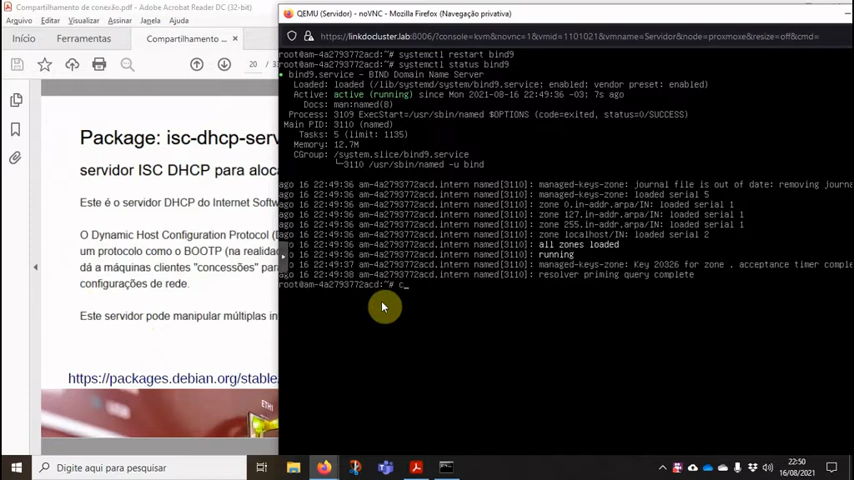 Compartilhamento de conexão.pdf - Adobe Acrobat Reader DC (32-bit)
Arquivo Editar Visualizar Assinar Janela Ajuda
Início Ferramentas Compartilhamento
20
Package: isc-dhcp-serv
servidor ISC DHCP para aloca
Este é o servidor DHCP do Internet Softw
O Dynamic Host Configuration Protocol (D
um protocolo como o BOOTP (na realidad
dá a máquinas clientes "concessões" para
configurações de rede.
Este servidor pode manipular múltiplas in
https://packages.debian.org/stable
ETH1
QEMU (Servidor) - noVNC - Mozilla Firefox (Navegação privativa)
https://linkdocluster.lab:8006/?console=kvm&novnc=1&vmid=1101021&vmname=Servidor&node=proxmoxe&resize=off&cmd=
root@am-4a2793772acd:~# systemctl restart bind9
root@am-4a2793772acd:~# systemctl status bind9
● bind9.service – BIND Domain Name Server
Loaded: loaded (/lib/systemd/system/bind9.service; enabled; vendor preset: enabled)
Active: active (running) since Mon 2021-08-16 22:49:36 -03; 7s ago
Docs: man:named(8)
Process: 3109 ExecStart=/usr/sbin/named $OPTIONS (code=exited, status=0/SUCCESS)
Main PID: 3110 (named)
Tasks: 5 (limit: 1135)
Memory: 12.7M
CGroup: /system.slice/bind9.service
└─3110 /usr/sbin/named -u bind
ago 16 22:49:36 am-4a2793772acd.intern named[3110]: managed-keys-zone: journal file is out of date: removing journa
ago 16 22:49:36 am-4a2793772acd.intern named[3110]: managed-keys-zone: loaded serial 5
ago 16 22:49:36 am-4a2793772acd.intern named[3110]: zone 0.in-addr.arpa/IN: loaded serial 1
ago 16 22:49:36 am-4a2793772acd.intern named[3110]: zone 127.in-addr.arpa/IN: loaded serial 1
ago 16 22:49:36 am-4a2793772acd.intern named[3110]: zone 255.in-addr.arpa/IN: loaded serial 1
ago 16 22:49:36 am-4a2793772acd.intern named[3110]: zone localhost/IN: loaded serial 2
ago 16 22:49:36 am-4a2793772acd.intern named[3110]: all zones loaded
ago 16 22:49:36 am-4a2793772acd.intern named[3110]: running
ago 16 22:49:37 am-4a2793772acd.intern named[3110]: managed-keys-zone: Key 20326 for zone . acceptance timer comple
ago 16 22:49:38 am-4a2793772acd.intern named[3110]: resolver priming query complete
root@am-4a2793772acd:~# c_
Digite aqui para pesquisar
22:50
16/08/2021